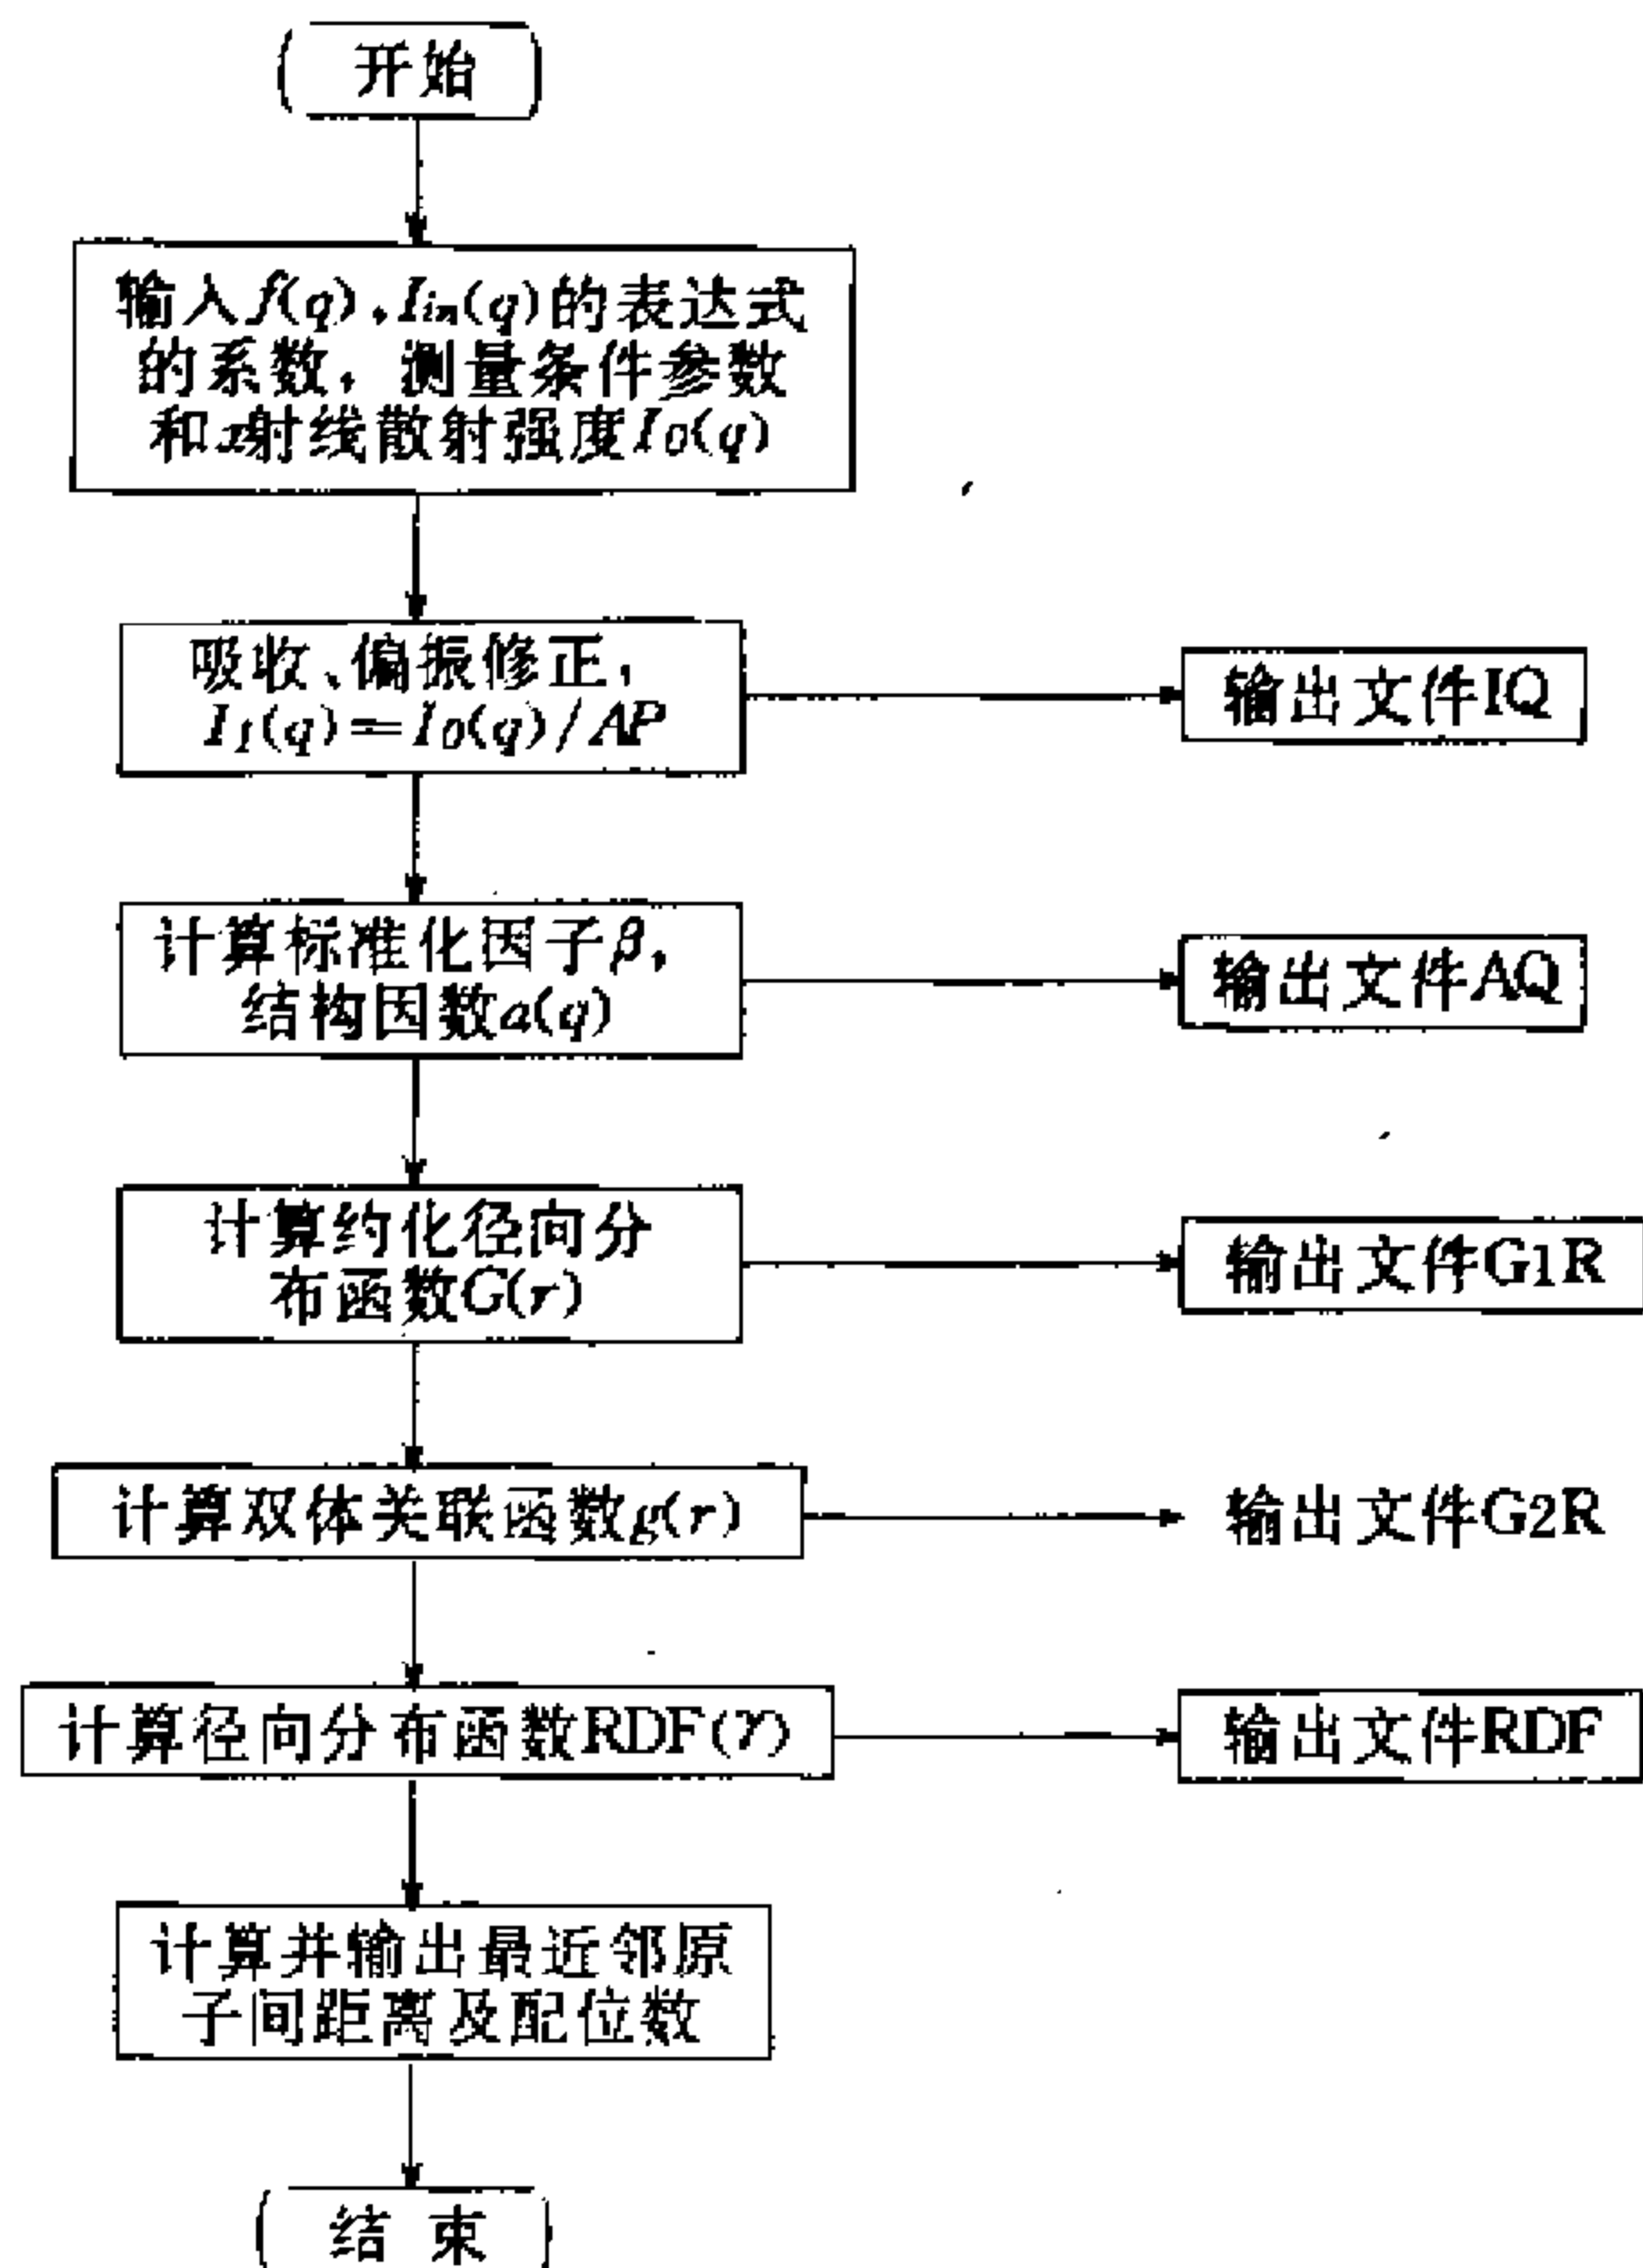 开始
输入f(q),Iin(q)的表达式
的系数,测量条件参数
和x射线散射强度I0(q)
吸收、偏振修正,
I1(q)=I0(q)/AP
输出文件IQ
计算标准化因子β,
结构因数a(q)
输出文件AQ
计算约化径向分
布函数G(r)
输出文件G1R
计算双体关联函数g(r)
输出文件G2R
计算径向分布函数RDF(r)
输出文件RDF
计算并输出最近邻原
子间距离及配位数
结束